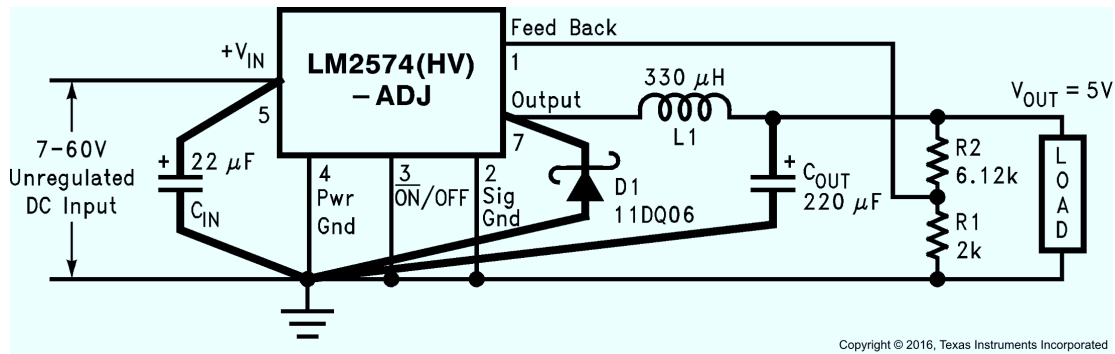 Feed Back
+VIN
LM2574(HV)
– ADJ
1
330 μH
VOUT = 5V
Output
5
7
L1
7-60V
Unregulated
DC Input
+
22 μF
CIN
4
Pwr
Gnd
3
O̅N̅/OFF
2
Sig
Gnd
D1
11DQ06
+
COUT
220 μF
R2
6.12k
R1
2k
LOAD
Copyright © 2016, Texas Instruments Incorporated